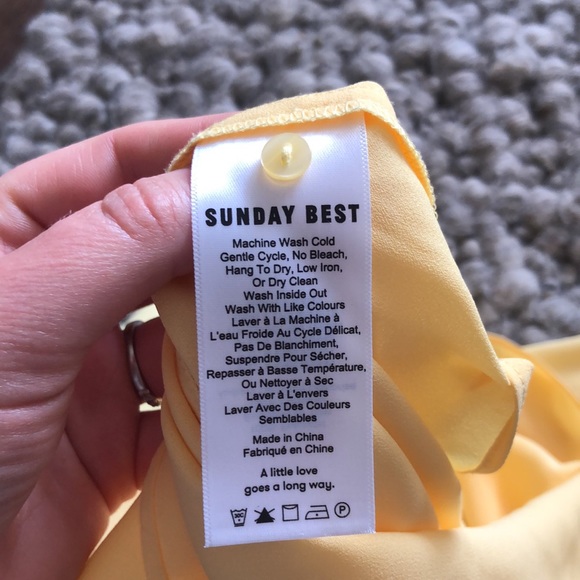 SUNDAY BEST
Machine Wash Cold
Gentle Cycle, No Bleach,
Hang To Dry, Low Iron,
Or Dry Clean
Wash Inside Out
Wash With Like Colours
Laver à La Machine à
L'eau Froide Au Cycle Délicat,
Pas De Blanchiment,
Suspendre Pour Sécher,
Repasser à Basse Température,
Ou Nettoyer à Sec
Laver à L'envers
Laver Avec Des Couleurs
Semblables
Made in China
Fabriqué en Chine
A little love
goes a long way.
30C P